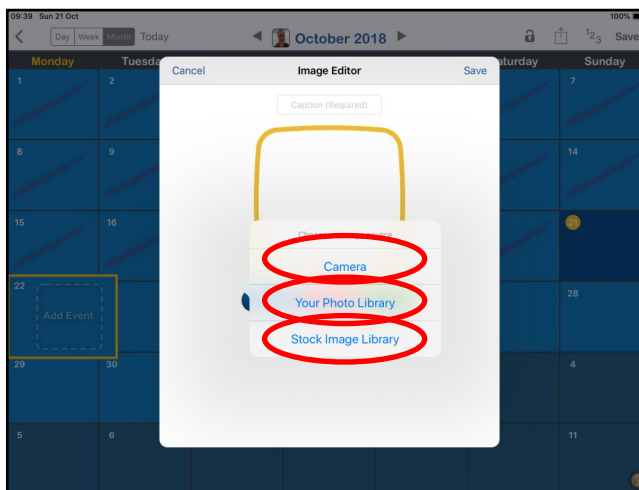 09:39 Sun 21 Oct 100%
Day Week Month Today October 2018 123 Save
Monday Tuesda aturday Sunday
Cancel Image Editor Save
Caption (Required)
1 2 7
8 9 14
15 16 21
Camera
22 28
Your Photo Library
Add Event
Stock Image Library
29 30 4
5 6 11